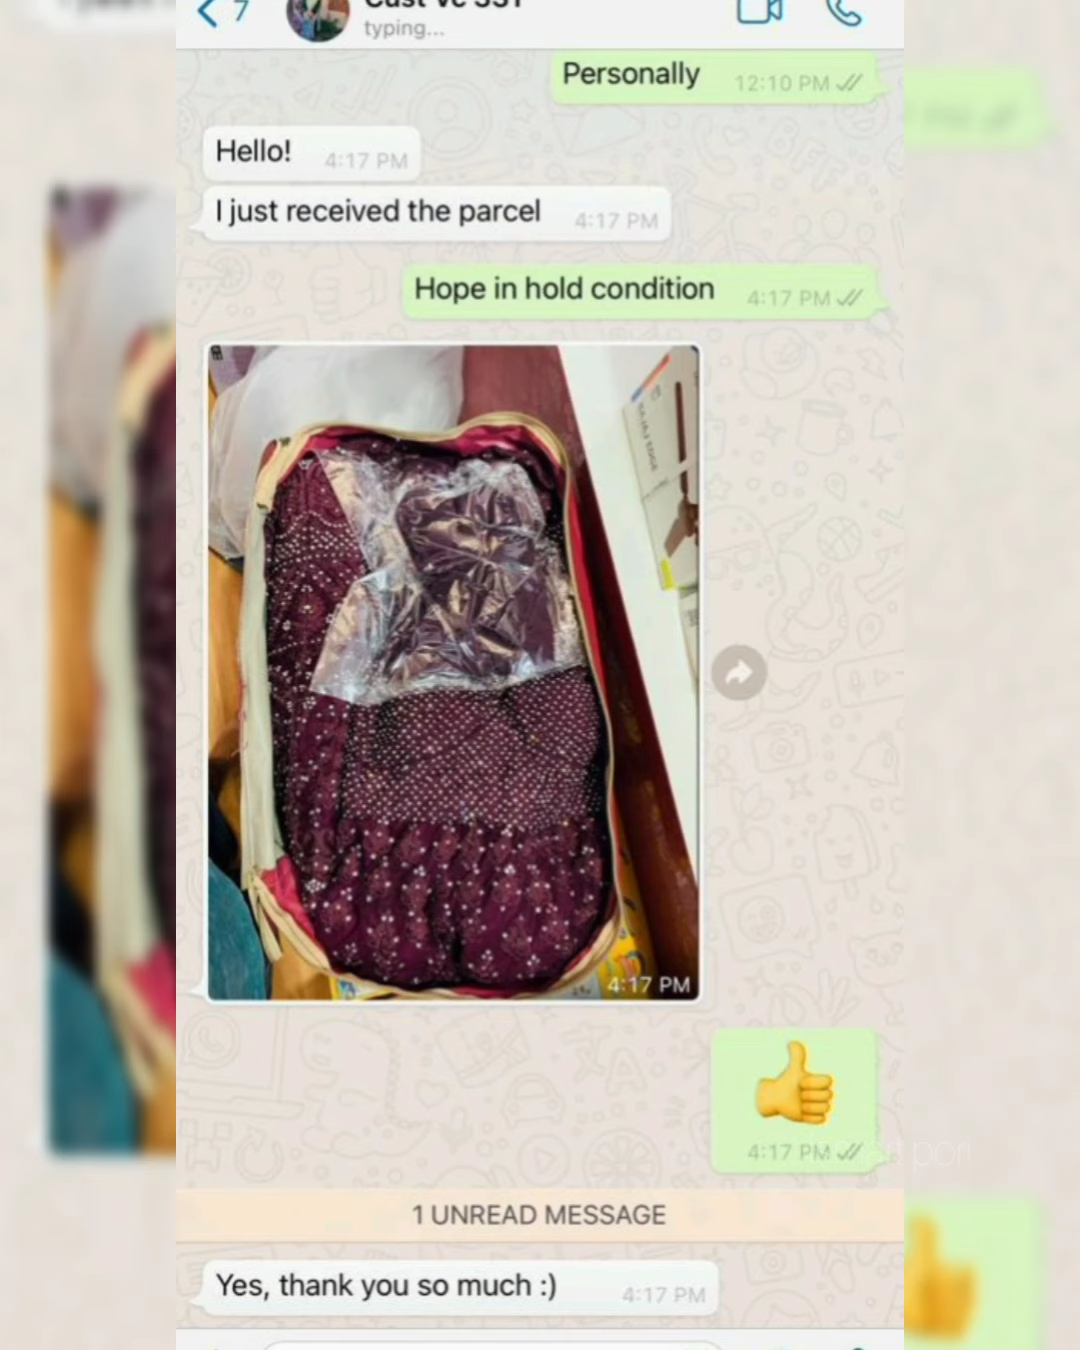 7
typing...
Personally 12:10 PM
Hello! 4:17 PM
I just received the parcel 4:17 PM
Hope in hold condition 4:17 PM
4:17 PM
4:17 PM
1 UNREAD MESSAGE
Yes, thank you so much :) 4:17 PM